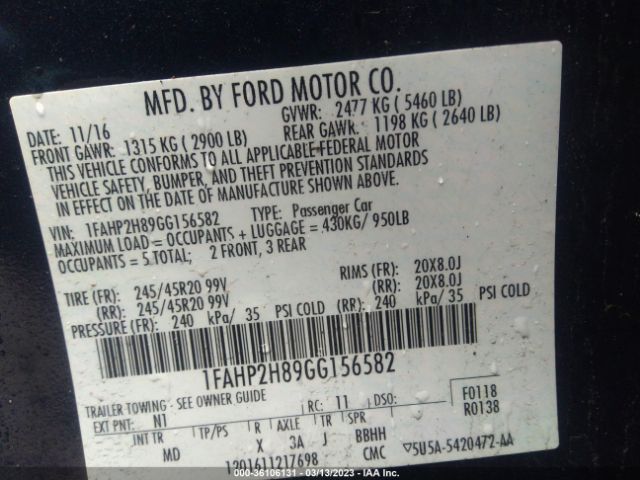 MFD. BY FORD MOTOR CO.
DATE: 11/16 GVWR: 2477 KG ( 5460 LB)
FRONT GAWR: 1315 KG ( 2900 LB) REAR GAWR: 1198 KG ( 2640 LB)
THIS VEHICLE CONFORMS TO ALL APPLICABLE FEDERAL MOTOR
VEHICLE SAFETY, BUMPER, AND THEFT PREVENTION STANDARDS
IN EFFECT ON THE DATE OF MANUFACTURE SHOWN ABOVE.
VIN: 1FAHP2H89GG156582 TYPE: Passenger Car
MAXIMUM LOAD = OCCUPANTS + LUGGAGE = 430KG/ 950LB
OCCUPANTS = 5 TOTAL; 2 FRONT, 3 REAR
TIRE (FR): 245/45R20 99V RIMS (FR): 20X8.0J
(RR): 245/45R20 99V (RR): 20X8.0J
PRESSURE (FR): 240 kPa/ 35 PSI COLD (RR): 240 kPa/ 35 PSI COLD
1FAHP2H89GG156582
TRAILER TOWING - SEE OWNER GUIDE
EXT PNT: N1 RC: 11 DSO: F0118
R0138
INT TR TP/PS R AXLE TR SPR
MD X 3A J BBHH
1201611217698 CMC ▽5U5A-5420472-AA
000-36106131 - 03/13/2023 - IAAI Inc.